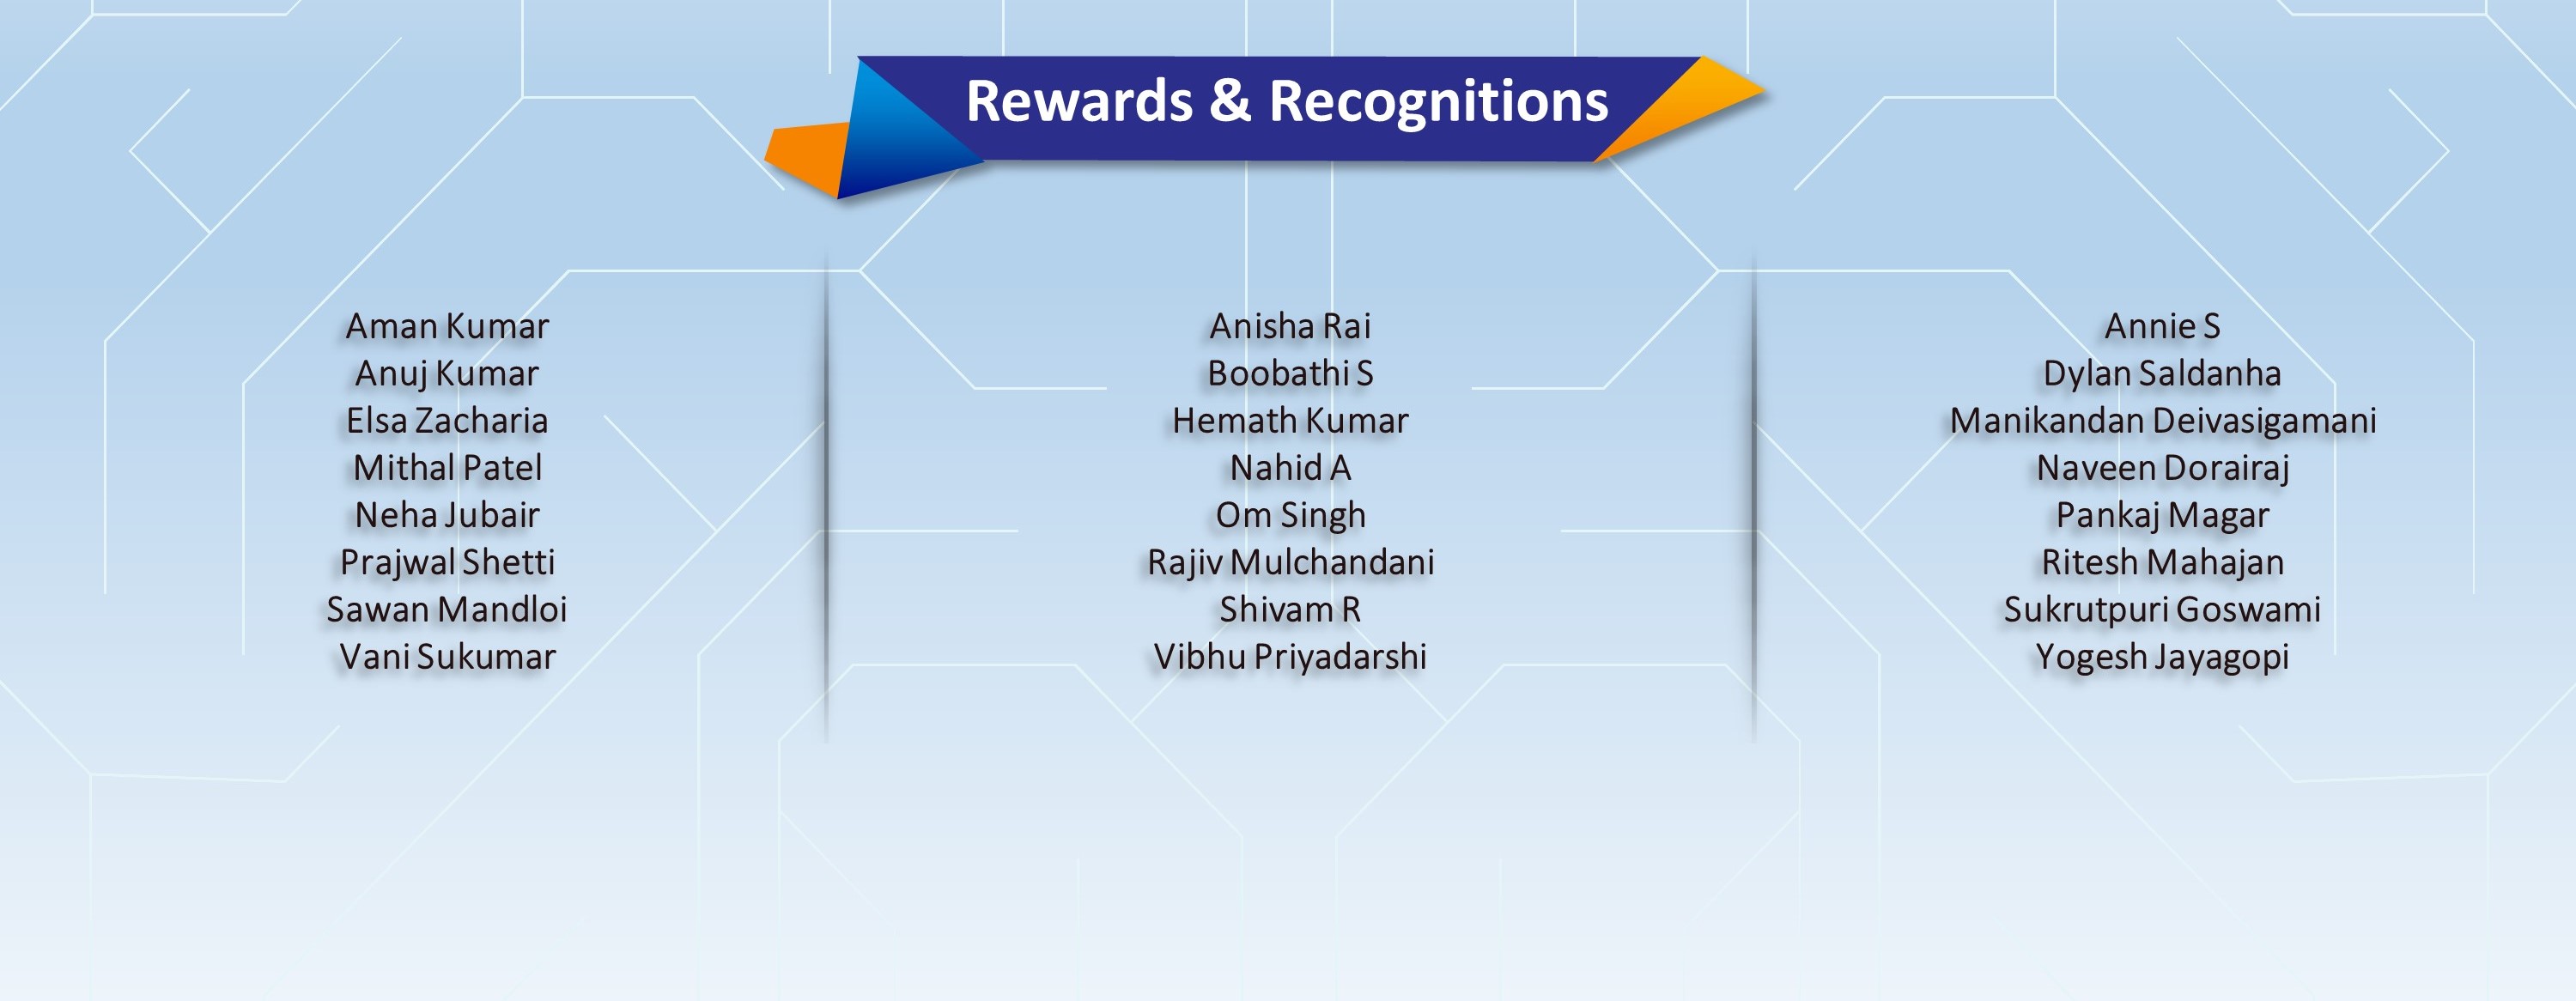 Rewards & Recognitions
Aman Kumar
Anuj Kumar
Elsa Zacharia
Mithal Patel
Neha Jubair
Prajwal Shetti
Sawan Mandloi
Vani Sukumar
Anisha Rai
Boobathi S
Hemath Kumar
Nahid A
Om Singh
Rajiv Mulchandani
Shivam R
Vibhu Priyadarshi
Annie S
Dylan Saldanha
Manikandan Deivasigamani
Naveen Dorairaj
Pankaj Magar
Ritesh Mahajan
Sukrutpuri Goswami
Yogesh Jayagopi